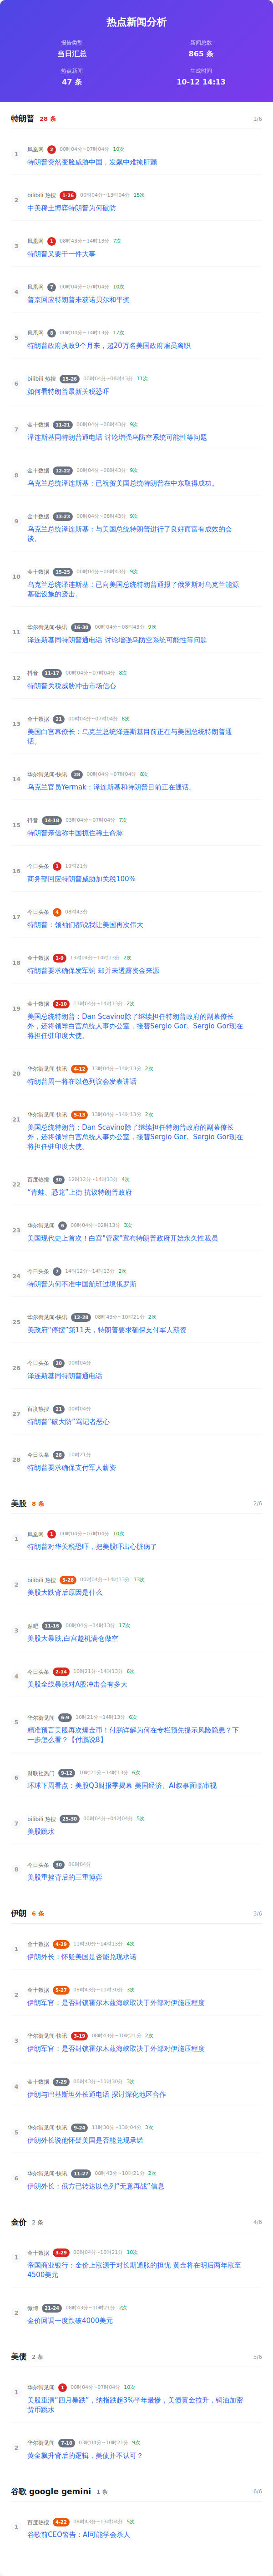 热点新闻分析
报告类型
新闻总数
当日汇总
865 条
热点新闻
生成时间
47 条
10-12 14:13
特朗普 28 条 1/6
1
凤凰网 2 00时04分~07时04分 10次
特朗普突然变脸威胁中国，发飙中难掩肝颤
2
bilibili 热搜 1-26 00时04分~13时04分 15次
中美稀土博弈特朗普为何破防
3
凤凰网 1 08时43分~14时13分 7次
特朗普又要干一件大事
4
凤凰网 7 00时04分~07时04分 10次
普京回应特朗普未获诺贝尔和平奖
5
凤凰网 8 00时04分~14时13分 17次
特朗普政府执政9个月来，超20万名美国政府雇员离职
6
bilibili 热搜 15-26 00时04分~08时43分 11次
如何看待特朗普最新关税恐吓
7
金十数据 11-21 00时04分~08时43分 9次
泽连斯基同特朗普通电话 讨论增强乌防空系统可能性等问题
8
金十数据 12-22 00时04分~08时43分 9次
乌克兰总统泽连斯基：已祝贺美国总统特朗普在中东取得成功。
9
金十数据 13-23 00时04分~08时43分 9次
乌克兰总统泽连斯基：与美国总统特朗普进行了良好而富有成效的会
谈。
10
金十数据 15-25 00时04分~08时43分 9次
乌克兰总统泽连斯基：已向美国总统特朗普通报了俄罗斯对乌克兰能源
基础设施的袭击。
11
华尔街见闻-快讯 16-30 00时04分~08时43分 9次
泽连斯基同特朗普通电话 讨论增强乌防空系统可能性等问题
12
抖音 11-17 00时04分~07时04分 8次
特朗普关税威胁冲击市场信心
13
金十数据 21 00时04分~07时04分 8次
美国白宫幕僚长：乌克兰总统泽连斯基目前正在与美国总统特朗普通
话。
14
华尔街见闻-快讯 28 00时04分~07时04分 8次
乌克兰官员Yermak：泽连斯基和特朗普目前正在通话。
15
抖音 14-18 03时04分~07时04分 7次
特朗普亲信称中国扼住稀土命脉
16
今日头条 1 10时21分
商务部回应特朗普威胁加关税100%
17
今日头条 4 08时43分
特朗普：领袖们都说我让美国再次伟大
18
金十数据 1-9 13时04分~14时13分 2次
特朗普要求确保发军饷 却并未透露资金来源
19
金十数据 2-10 13时04分~14时13分 2次
美国总统特朗普：Dan Scavino除了继续担任特朗普政府的副幕僚长
外，还将领导白宫总统人事办公室，接替Sergio Gor。Sergio Gor现在
将担任驻印度大使。
20
华尔街见闻-快讯 4-12 13时04分~14时13分 2次
特朗普周一将在以色列议会发表讲话
21
华尔街见闻-快讯 5-13 13时04分~14时13分 2次
美国总统特朗普：Dan Scavino除了继续担任特朗普政府的副幕僚长
外，还将领导白宫总统人事办公室，接替Sergio Gor。Sergio Gor现在
将担任驻印度大使。
22
百度热搜 30 12时12分~14时13分 4次
"青蛙、恐龙"上街 抗议特朗普政府
23
华尔街见闻 6 00时04分~02时13分 3次
美国现代史上首次！白宫"管家"宣布特朗普政府开始永久性裁员
24
今日头条 7 14时12分~14时13分 2次
特朗普为何不准中国航班过境俄罗斯
25
华尔街见闻-快讯 12-28 08时43分~10时21分 2次
美政府"停摆"第11天，特朗普要求确保支付军人薪资
26
今日头条 20 00时04分
泽连斯基同特朗普通电话
27
百度热搜 21 00时04分
特朗普"破大防"骂记者恶心
28
今日头条 28 10时21分
特朗普要求确保支付军人薪资
美股 8 条 2/6
1
凤凰网 1 00时04分~07时04分 10次
特朗普对华关税恐吓，把美股吓出心脏病了
2
bilibili 热搜 5-28 00时04分~14时13分 13次
美股大跌背后原因是什么
3
贴吧 11-16 00时04分~14时13分 17次
美股大暴跌,白宫趁机满仓做空
4
今日头条 2-14 10时21分~14时13分 6次
美股全线暴跌对A股冲击会有多大
5
华尔街见闻 6-9 10时21分~14时13分 6次
精准预言美股再次爆金币！付鹏详解为何在专栏预先提示风险隐患？下
一步怎么看？【付鹏说8】
6
财联社热门 9-12 10时21分~14时13分 6次
环球下周看点：美股Q3财报季揭幕 美国经济、AI叙事面临审视
7
bilibili 热搜 25-30 00时04分~04时04分 5次
美股跳水
8
今日头条 30 06时04分
美股重挫背后的三重博弈
伊朗 6 条 3/6
1
金十数据 4-29 11时30分~14时13分 4次
伊朗外长：怀疑美国是否能兑现承诺
2
金十数据 5-27 08时43分~11时30分 3次
伊朗军官：是否封锁霍尔木兹海峡取决于外部对伊施压程度
3
华尔街见闻-快讯 3-19 08时43分~10时21分 2次
伊朗军官：是否封锁霍尔木兹海峡取决于外部对伊施压程度
4
金十数据 7-29 08时43分~11时30分 3次
伊朗与巴基斯坦外长通电话 探讨深化地区合作
5
华尔街见闻-快讯 9-24 11时30分~13时04分 3次
伊朗外长说他怀疑美国是否能兑现承诺
6
华尔街见闻-快讯 11-27 08时43分~10时21分 2次
伊朗外长：俄方已转达以色列"无意再战"信息
金价 2 条 4/6
1
金十数据 3-29 00时04分~10时21分 10次
帝国商业银行：金价上涨源于对长期通胀的担忧 黄金将在明后两年涨至
4500美元
2
微博 21-24 08时43分~10时21分 2次
金价回调一度跌破4000美元
美债 2 条 5/6
1
华尔街见闻 1 00时04分~07时04分 10次
美股重演"四月暴跌"，纳指跌超3%半年最惨，美债黄金拉升，铜油加密
货币跳水
2
华尔街见闻 7-10 03时04分~10时21分 9次
黄金飙升背后的逻辑，美债并不认可？
谷歌 google gemini 1 条 6/6
1
百度热搜 4-22 08时43分~13时04分 5次
谷歌前CEO警告：AI可能学会杀人